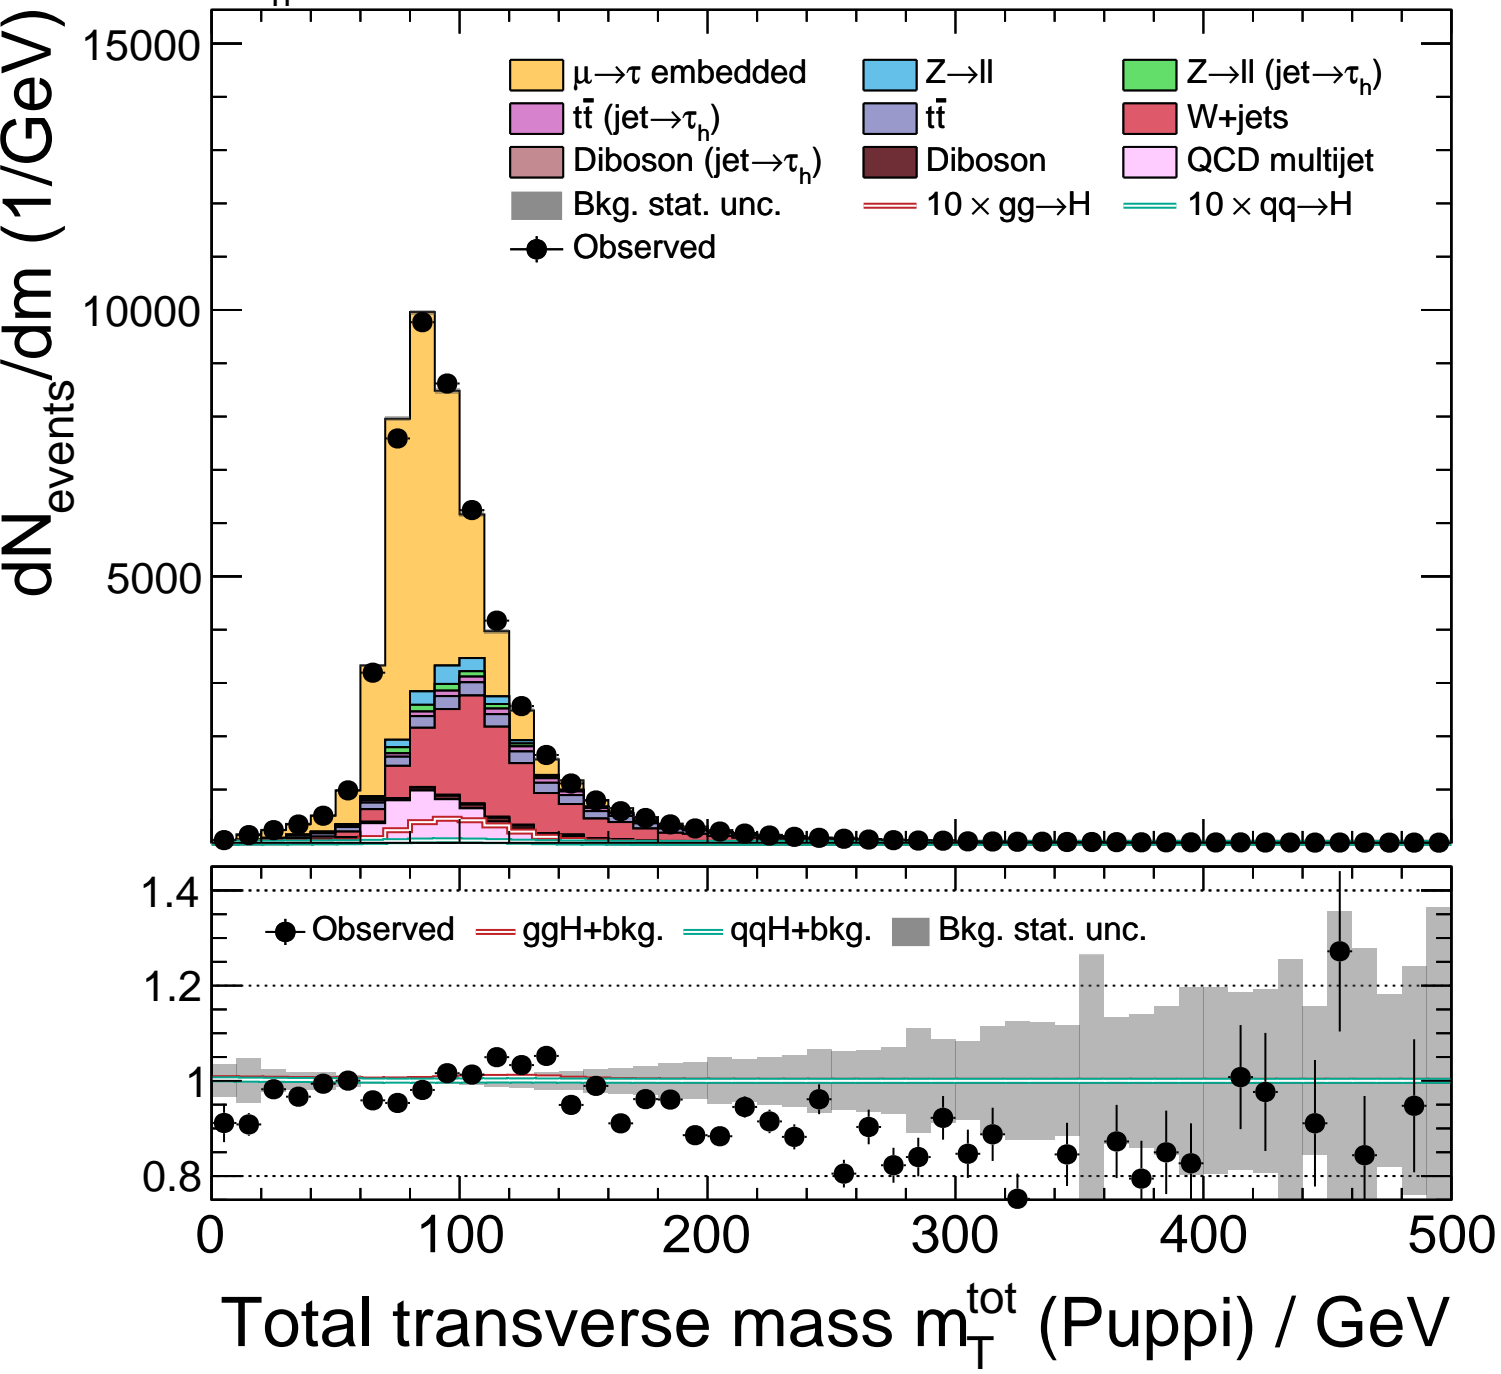 dN_events/dm (1/GeV)
15000
10000
5000
μ→τ embedded Z→ll Z→ll (jet→τ_h)
tt̄ (jet→τ_h) tt̄ W+jets
Diboson (jet→τ_h) Diboson QCD multijet
Bkg. stat. unc. 10 × gg→H 10 × qq→H
Observed
1.4
1.2
1
0.8
Observed ggH+bkg. qqH+bkg. Bkg. stat. unc.
0 100 200 300 400 500
Total transverse mass m_T^tot (Puppi) / GeV